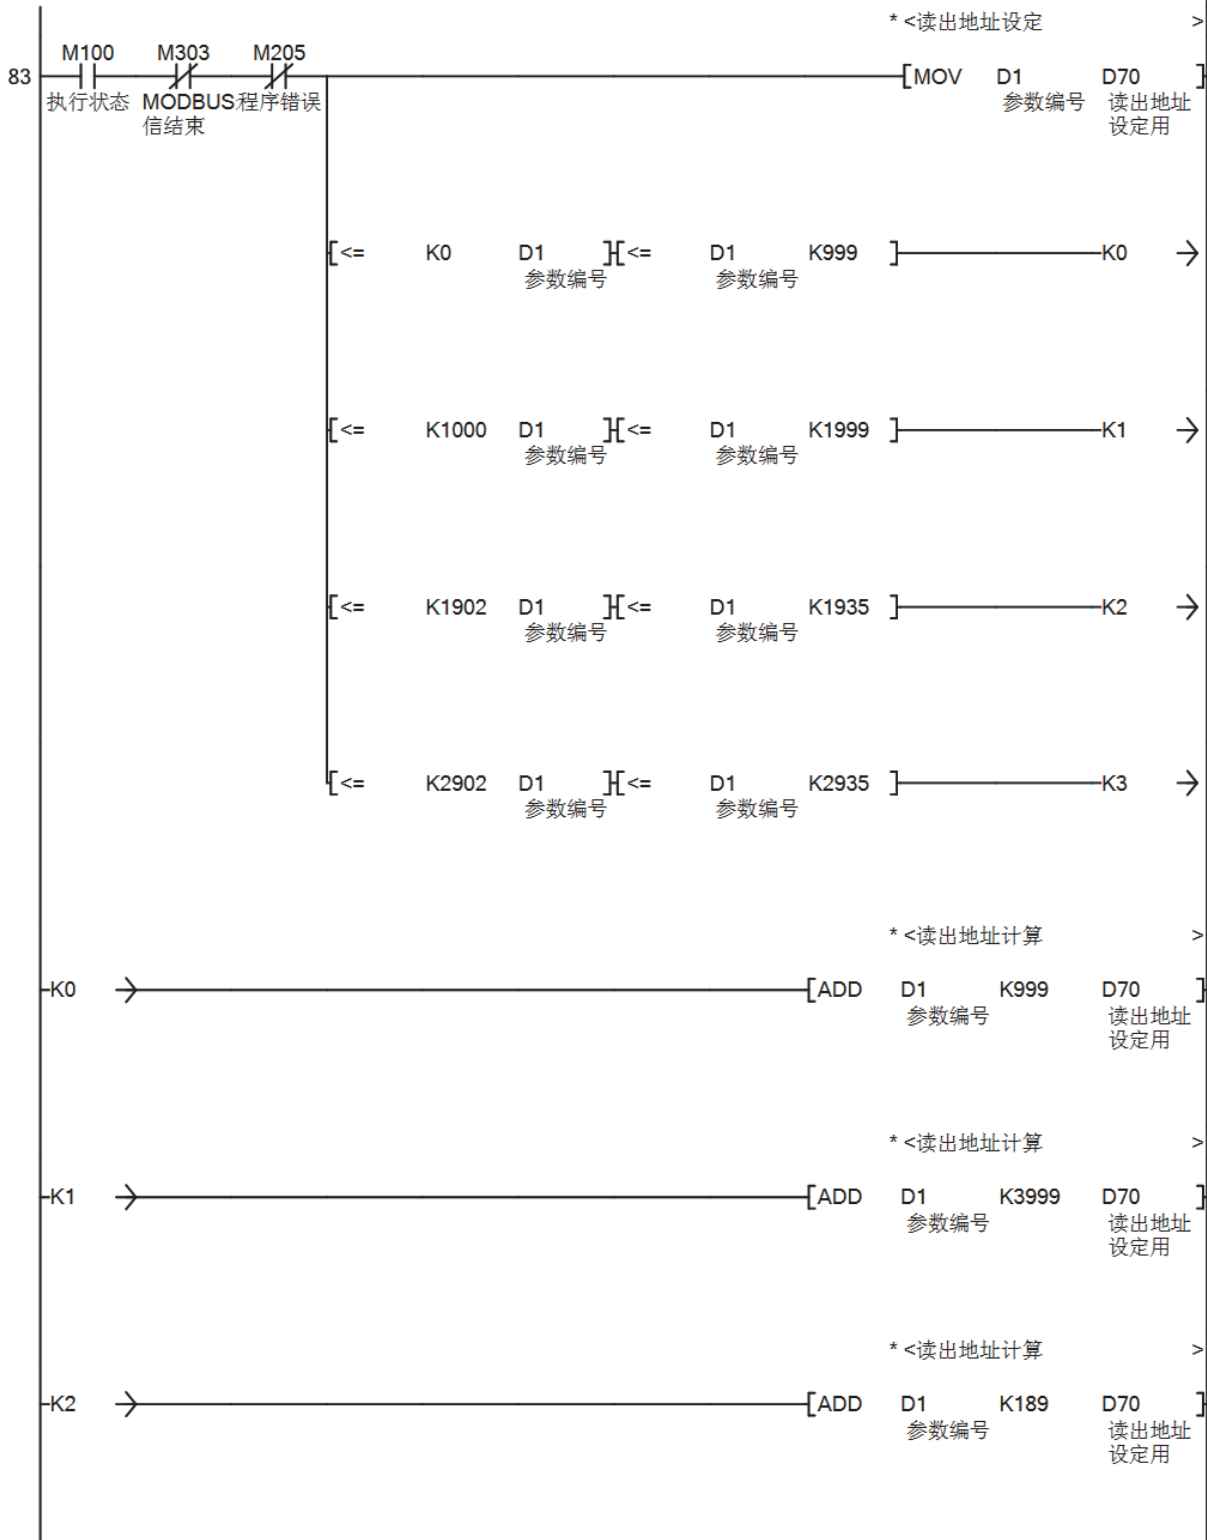 * <读出地址设定 >
M100 M303 M205
83 [MOV D1 D70 ]
执行状态 MODBUS 程序错误 参数编号 读出地址
信结束 设定用
[<= K0 D1 ] [<= D1 K999 ] K0
参数编号 参数编号
[<= K1000 D1 ] [<= D1 K1999 ] K1
参数编号 参数编号
[<= K1902 D1 ] [<= D1 K1935 ] K2
参数编号 参数编号
[<= K2902 D1 ] [<= D1 K2935 ] K3
参数编号 参数编号
* <读出地址计算 >
K0 [ADD D1 K999 D70 ]
参数编号 读出地址
设定用
* <读出地址计算 >
K1 [ADD D1 K3999 D70 ]
参数编号 读出地址
设定用
* <读出地址计算 >
K2 [ADD D1 K189 D70 ]
参数编号 读出地址
设定用